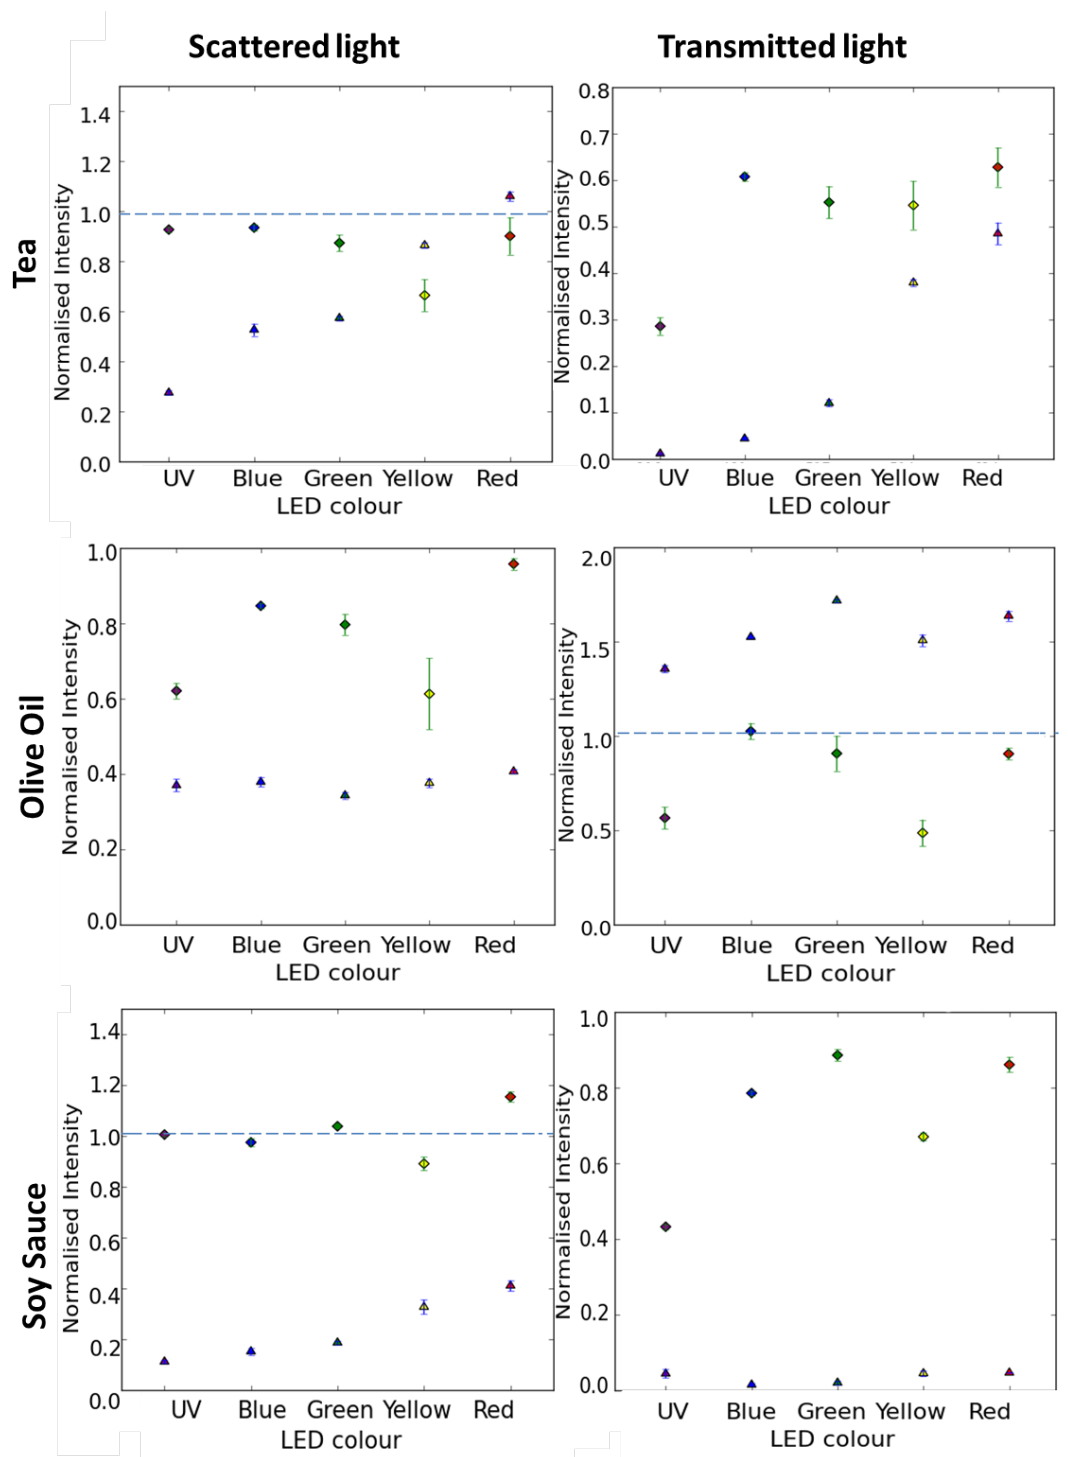 Scattered light
Transmitted light
Tea
Normalised Intensity
1.4
1.2
1.0
0.8
0.6
0.4
0.2
0.0
UV Blue Green Yellow Red
LED colour
Normalised Intensity
0.8
0.7
0.6
0.5
0.4
0.3
0.2
0.1
0.0
UV Blue Green Yellow Red
LED colour
Olive Oil
Normalised Intensity
1.0
0.8
0.6
0.4
0.2
0.0
UV Blue Green Yellow Red
LED colour
Normalised Intensity
2.0
1.5
1.0
0.5
0.0
UV Blue Green Yellow Red
LED colour
Soy Sauce
Normalised Intensity
1.4
1.2
1.0
0.8
0.6
0.4
0.2
0.0
UV Blue Green Yellow Red
LED colour
Normalised Intensity
1.0
0.8
0.6
0.4
0.2
0.0
UV Blue Green Yellow Red
LED colour